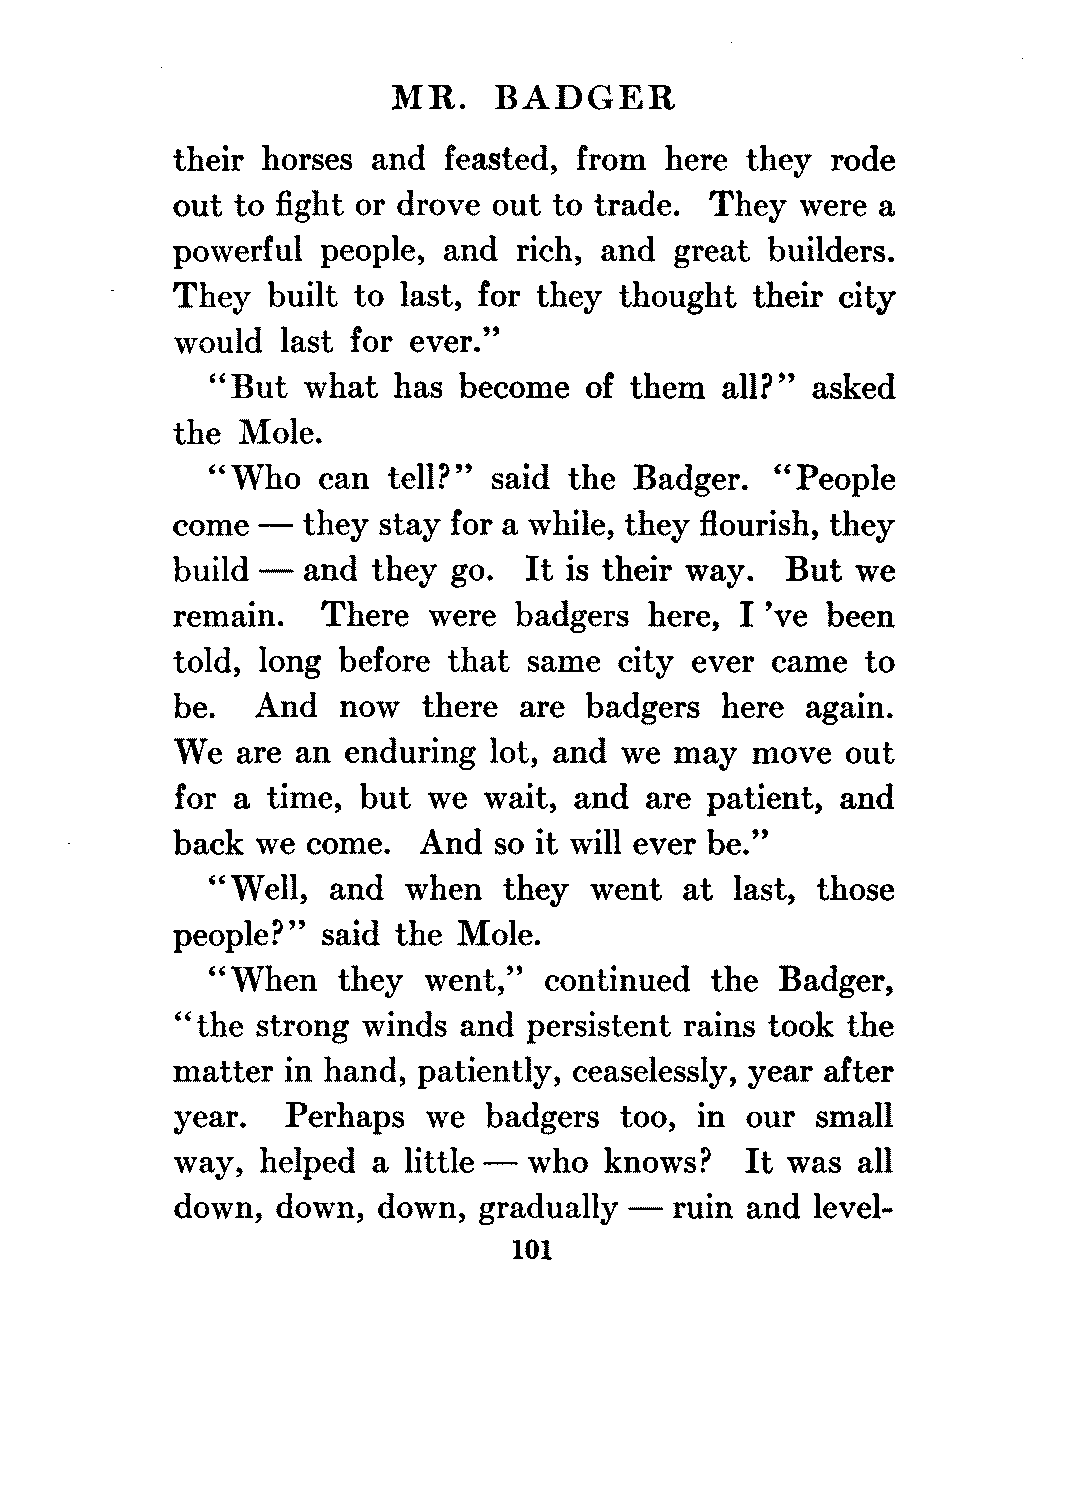 MR. BADGER
their horses and feasted, from here they rode
out to fight or drove out to trade. They were a
powerful people, and rich, and great builders.
They built to last, for they thought their city
would last for ever.”
“But what has become of them all?” asked
the Mole.
“Who can tell?” said the Badger. “People
come — they stay for a while, they flourish, they
build — and they go. It is their way. But we
remain. There were badgers here, I 've been
told, long before that same city ever came to
be. And now there are badgers here again.
We are an enduring lot, and we may move out
for a time, but we wait, and are patient, and
back we come. And so it will ever be.”
“Well, and when they went at last, those
people?” said the Mole.
“When they went,” continued the Badger,
“the strong winds and persistent rains took the
matter in hand, patiently, ceaselessly, year after
year. Perhaps we badgers too, in our small
way, helped a little — who knows? It was all
down, down, down, gradually — ruin and level-
101